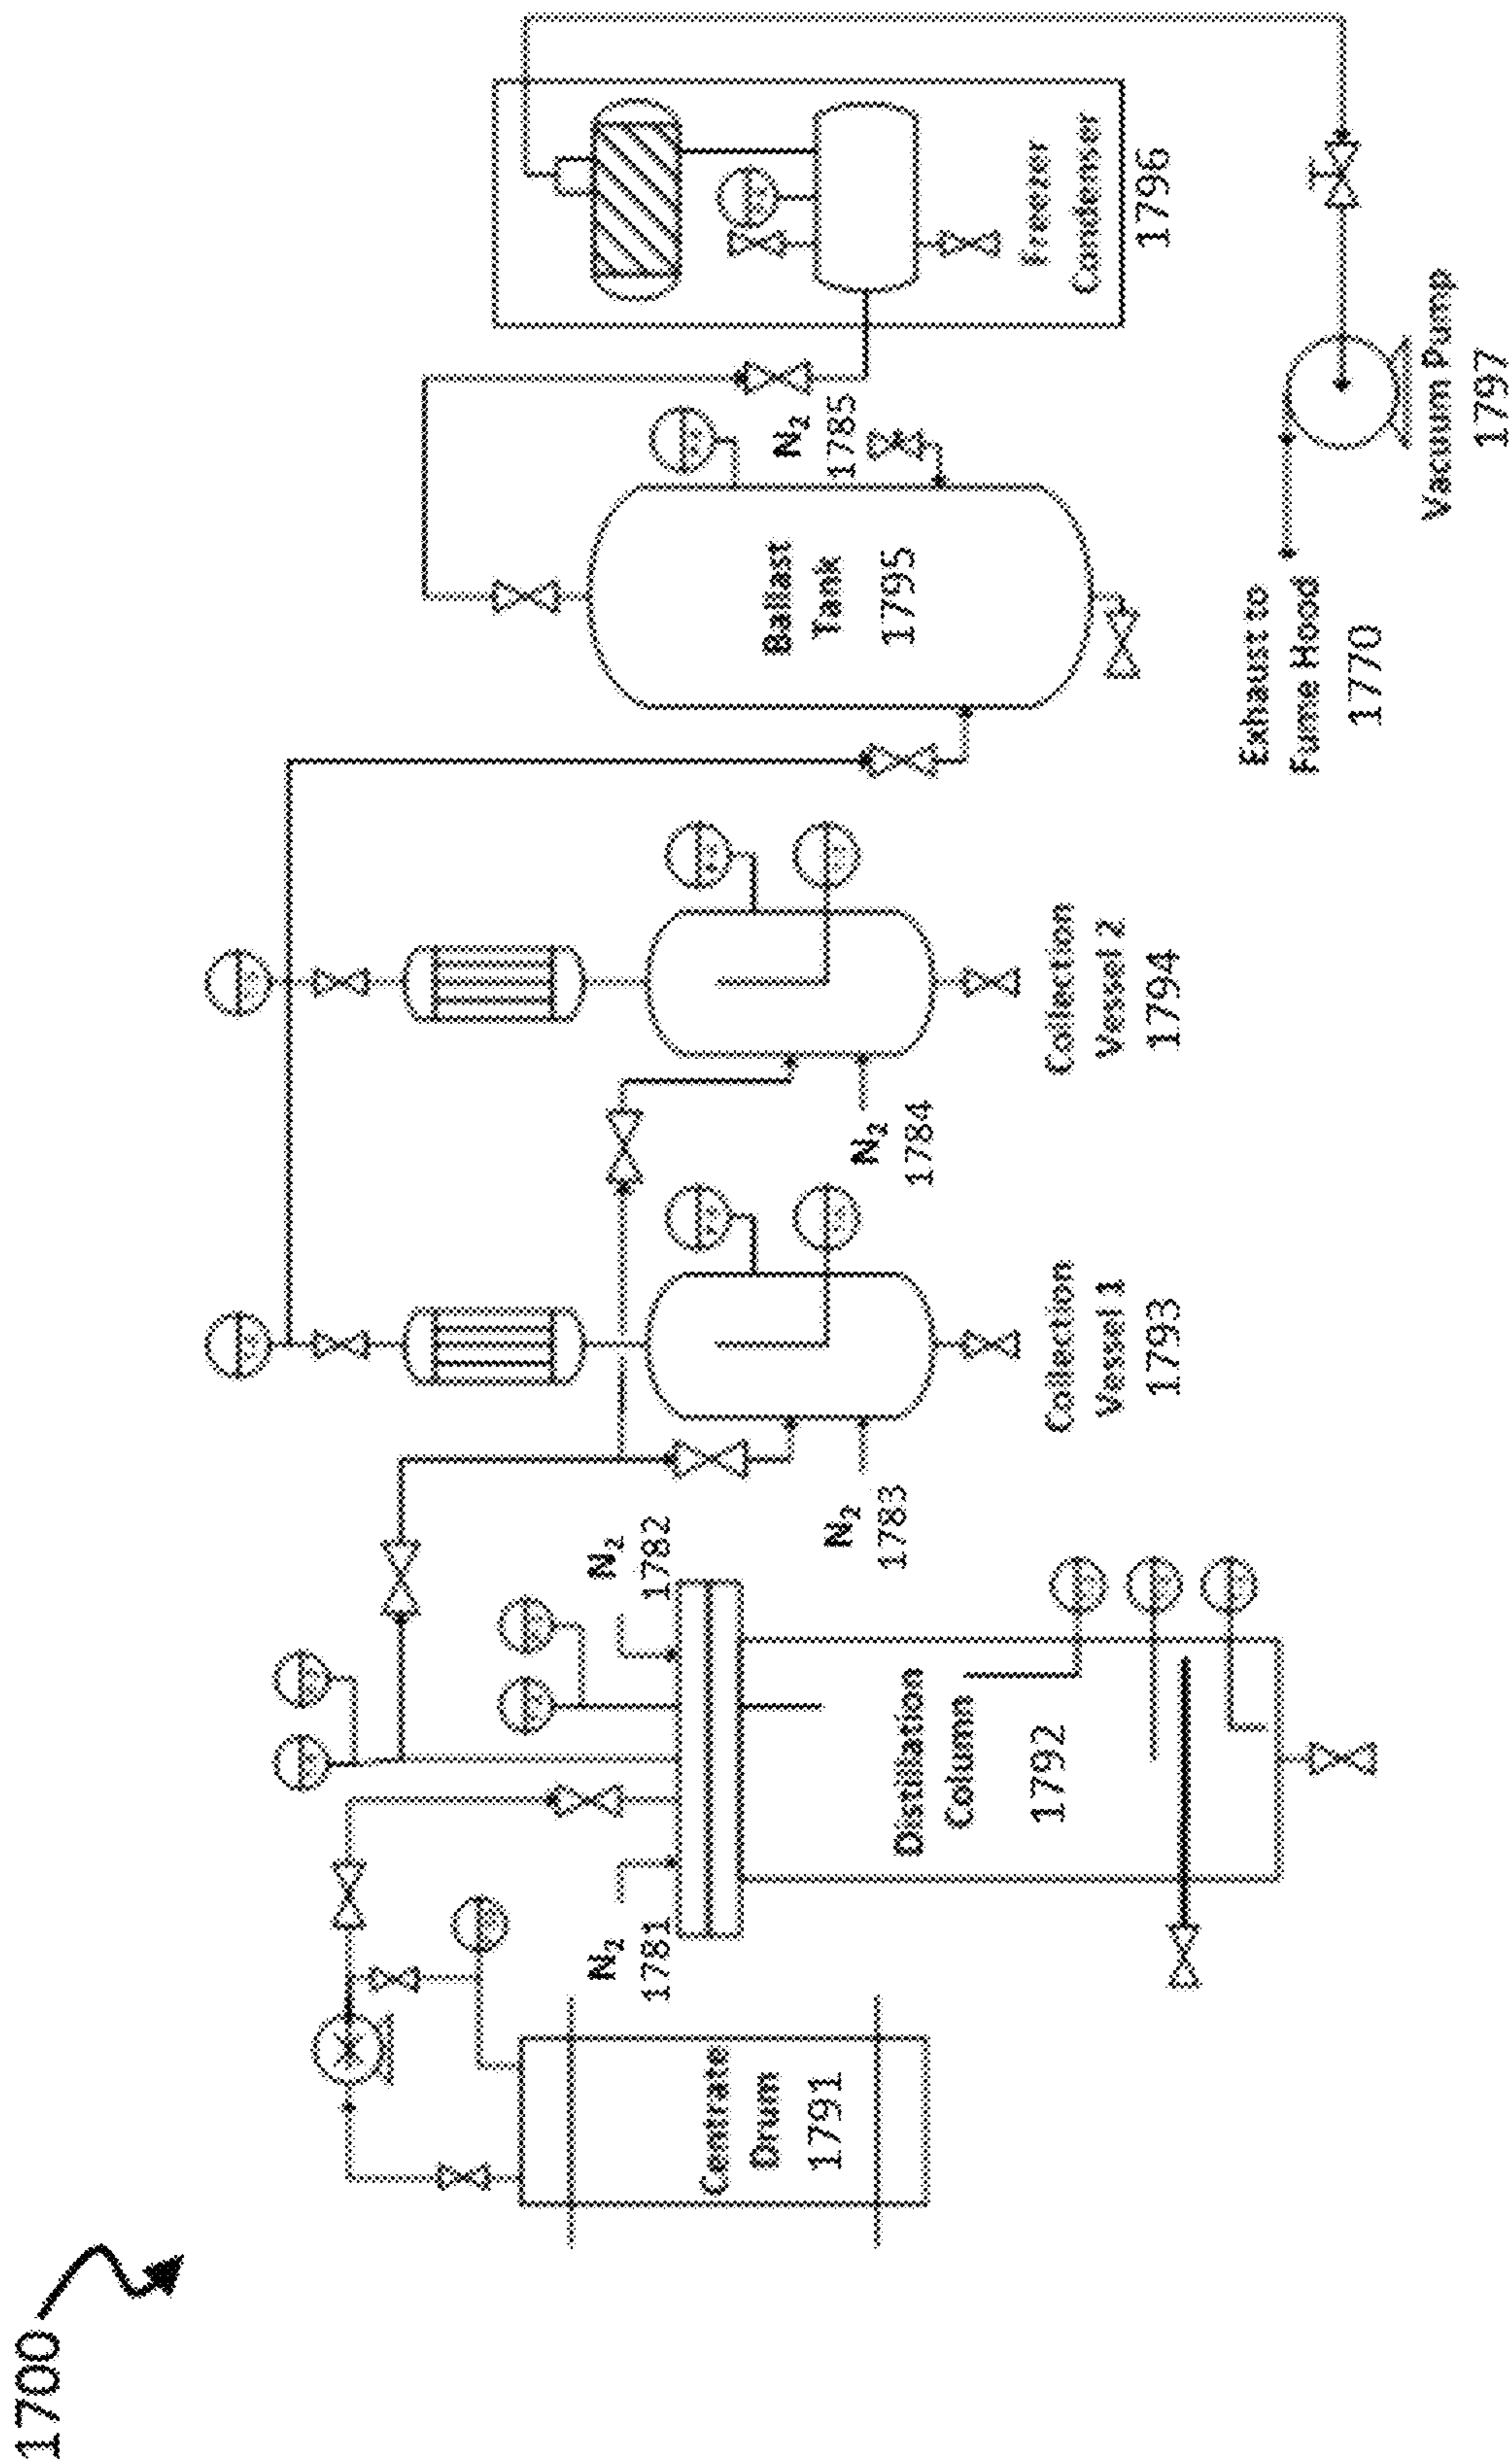 1700
Centrate
Drum
1791
N₂
1781
N₂
1782
Distillation
Column
1792
N₂
1783
Collection
Vessel 1
1793
N₂
1784
Collection
Vessel 2
1794
Ballast
Tank
1795
N₂
1785
Freezer
Condenser
1796
Exhaust to
Fume Hood
1770
Vacuum Pump
1797